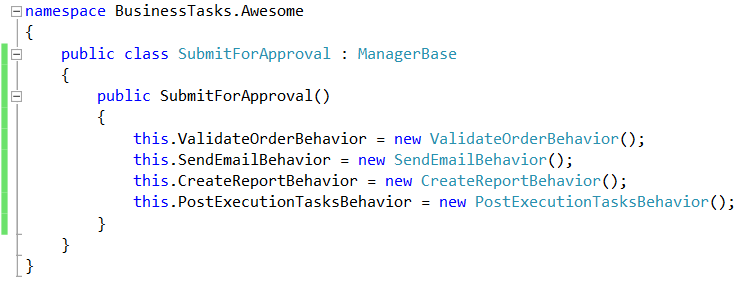 namespace BusinessTasks.Awesome
{
public class SubmitForApproval : ManagerBase
{
public SubmitForApproval()
{
this.ValidateOrderBehavior = new ValidateOrderBehavior();
this.SendEmailBehavior = new SendEmailBehavior();
this.CreateReportBehavior = new CreateReportBehavior();
this.PostExecutionTasksBehavior = new PostExecutionTasksBehavior();
}
}
}